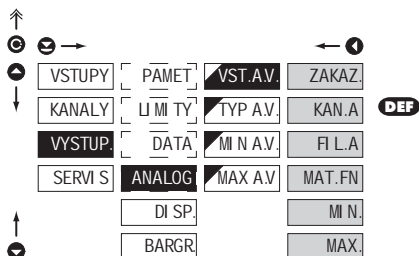 VSTUPY PAMET VST.A.V. ZAKAZ.
KANALY LIMITY TYP A.V. KAN.A DEF
VYSTUP. DATA MIN A.V. FIL.A
SERVIS ANALOG MAX A.V MAT.FN
DISP. MIN.
BARGR. MAX.